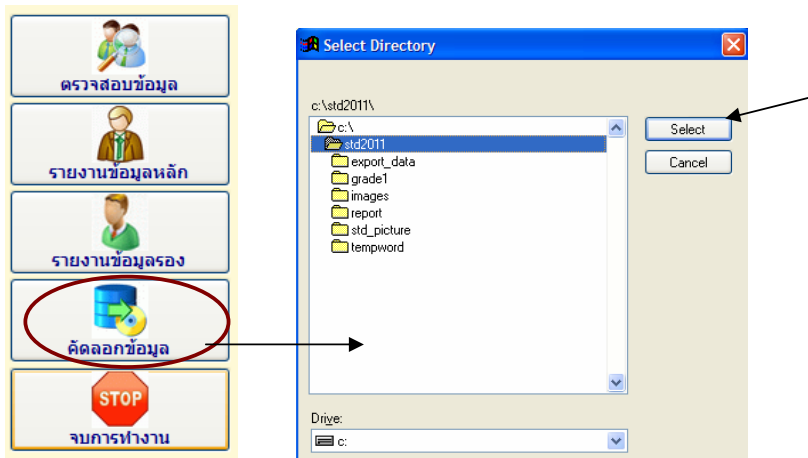 ตรวจสอบข้อมูล
รายงานข้อมูลหลัก
รายงานข้อมูลรอง
คัดลอกข้อมูล
STOP
จบการทำงาน
Select Directory
c:\std2011\
c:\
std2011
export_data
grade1
images
report
std_picture
tempword
Select
Cancel
Drive:
c: